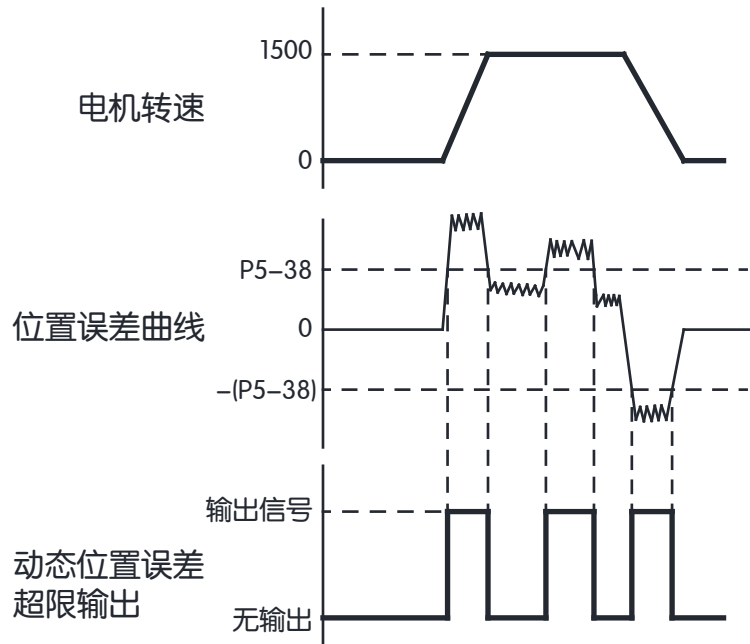 1500
电机转速
0
P5-38
位置误差曲线
0
-(P5-38)
输出信号
动态位置误差
超限输出
无输出